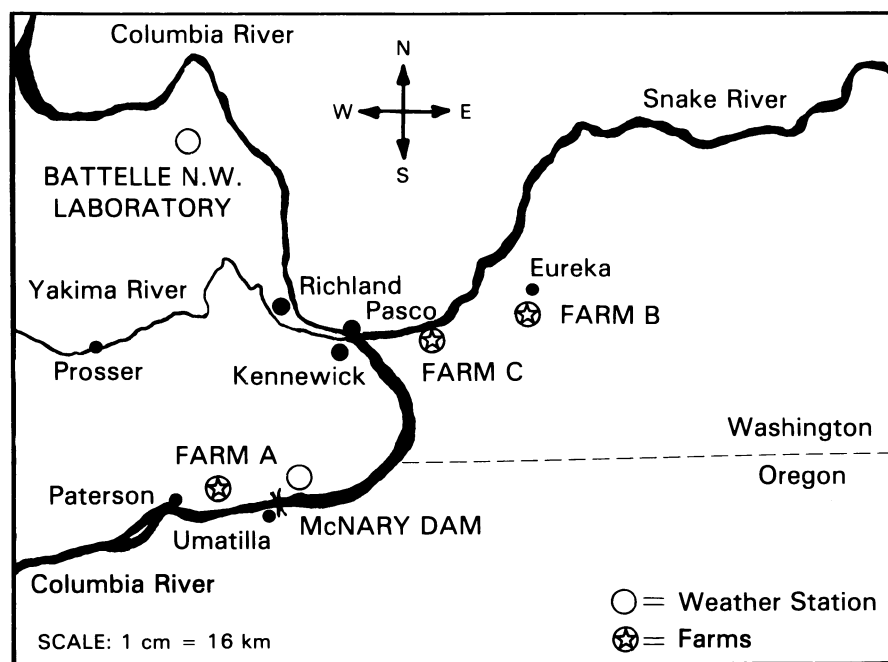 Columbia River
N
W
E
S
Snake River
BATTELLE N.W.
LABORATORY
Yakima River
Richland
Pasco
Eureka
FARM B
Prosser
Kennewick
FARM C
Washington
Oregon
FARM A
Paterson
Umatilla
McNARY DAM
Columbia River
= Weather Station
= Farms
SCALE: 1 cm = 16 km